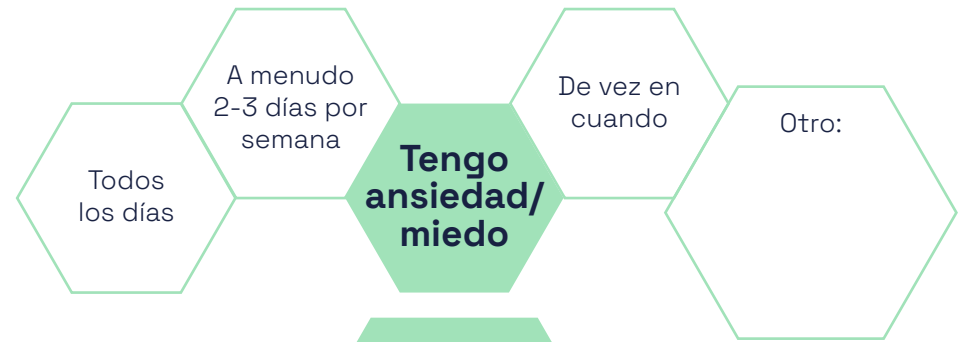 Todos
los días
A menudo
2-3 días por
semana
Tengo
ansiedad/
miedo
De vez en
cuando
Otro: